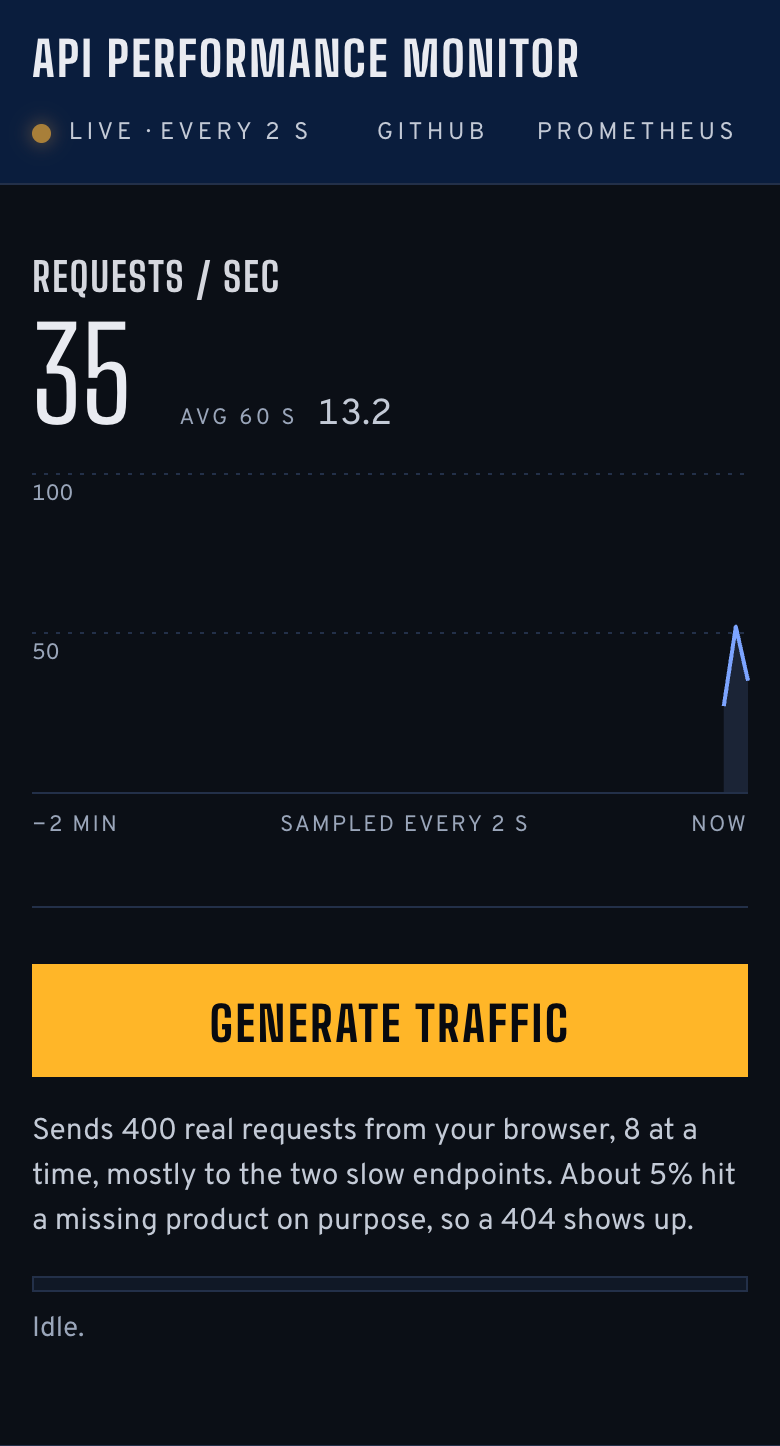 API PERFORMANCE MONITOR
LIVE · EVERY 2 S GITHUB PROMETHEUS
REQUESTS / SEC
35 AVG 60 S 13.2
100
50
−2 MIN SAMPLED EVERY 2 S NOW
GENERATE TRAFFIC
Sends 400 real requests from your browser, 8 at a
time, mostly to the two slow endpoints. About 5% hit
a missing product on purpose, so a 404 shows up.
Idle.